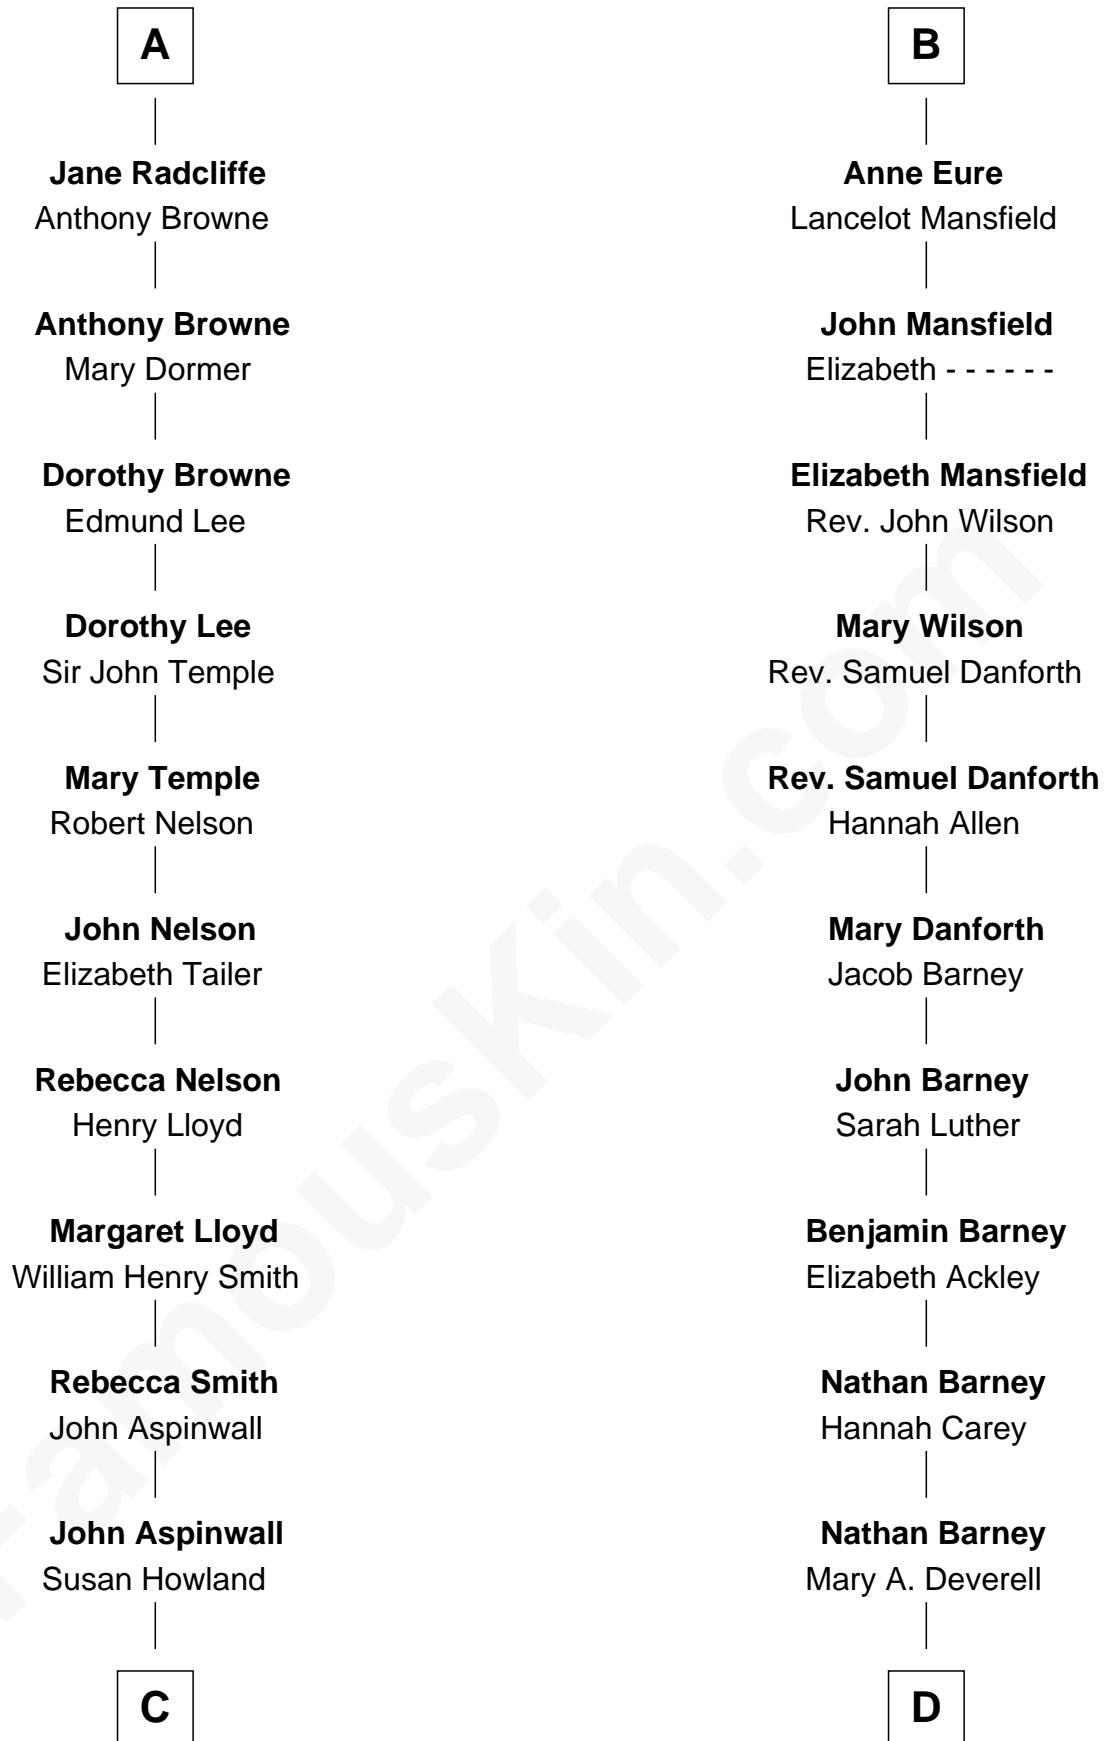 A
Jane Radcliffe
Anthony Browne
Anthony Browne
Mary Dormer
Dorothy Browne
Edmund Lee
Dorothy Lee
Sir John Temple
Mary Temple
Robert Nelson
John Nelson
Elizabeth Tailer
Rebecca Nelson
Henry Lloyd
Margaret Lloyd
William Henry Smith
Rebecca Smith
John Aspinwall
John Aspinwall
Susan Howland
C
B
Anne Eure
Lancelot Mansfield
John Mansfield
Elizabeth - - - - - -
Elizabeth Mansfield
Rev. John Wilson
Mary Wilson
Rev. Samuel Danforth
Rev. Samuel Danforth
Hannah Allen
Mary Danforth
Jacob Barney
John Barney
Sarah Luther
Benjamin Barney
Elizabeth Ackley
Nathan Barney
Hannah Carey
Nathan Barney
Mary A. Deverell
D
FamousKin.com